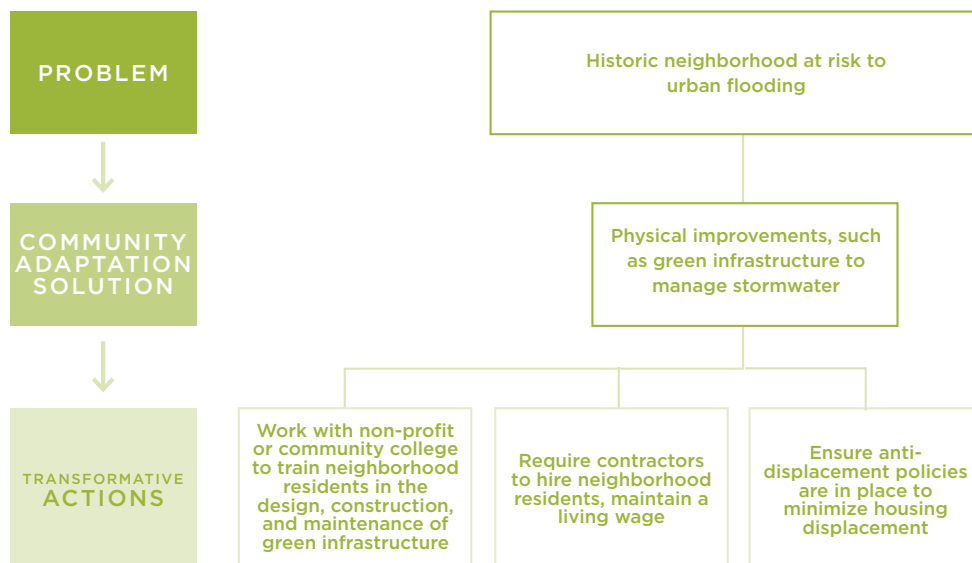 PROBLEM
Historic neighborhood at risk to
urban flooding
COMMUNITY
ADAPTATION
SOLUTION
Physical improvements, such
as green infrastructure to
manage stormwater
TRANSFORMATIVE
ACTIONS
Work with non-profit
or community college
to train neighborhood
residents in the
design, construction,
and maintenance of
green infrastructure
Require contractors
to hire neighborhood
residents, maintain a
living wage
Ensure anti-
displacement policies
are in place to
minimize housing
displacement